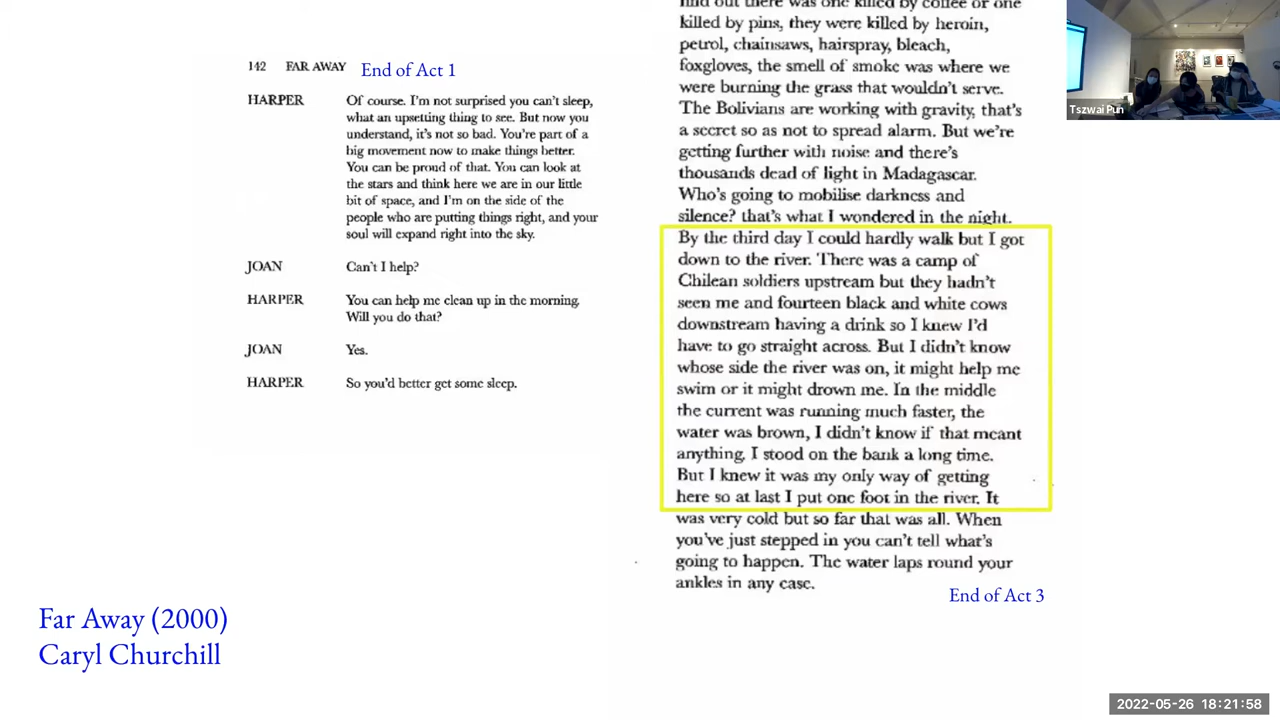 142 FAR AWAY End of Act 1
HARPER Of course. I'm not surprised you can't sleep,
what an upsetting thing to see. But now you
understand, it's not so bad. You're part of a
big movement now to make things better.
You can be proud of that. You can look at
the stars and think here we are in our little
bit of space, and I'm on the side of the
people who are putting things right, and your
soul will expand right into the sky.
JOAN Can't I help?
HARPER You can help me clean up in the morning.
Will you do that?
JOAN Yes.
HARPER So you'd better get some sleep.
find out there was one killed by coffee or one
killed by pins, they were killed by heroin,
petrol, chainsaws, hairspray, bleach,
foxgloves, the smell of smoke was where we
were burning the grass that wouldn't serve.
The Bolivians are working with gravity, that's
a secret so as not to spread alarm. But we're
getting further with noise and there's
thousands dead of light in Madagascar.
Who's going to mobilise darkness and
silence? that's what I wondered in the night.
By the third day I could hardly walk but I got
down to the river. There was a camp of
Chilean soldiers upstream but they hadn't
seen me and fourteen black and white cows
downstream having a drink so I knew I'd
have to go straight across. But I didn't know
whose side the river was on, it might help me
swim or it might drown me. In the middle
the current was running much faster, the
water was brown, I didn't know if that meant
anything. I stood on the bank a long time.
But I knew it was my only way of getting
here so at last I put one foot in the river. It
was very cold but so far that was all. When
you've just stepped in you can't tell what's
going to happen. The water laps round your
ankles in any case.
End of Act 3
Far Away (2000)
Caryl Churchill
Tszwai Pun
2022-05-26 18:21:58